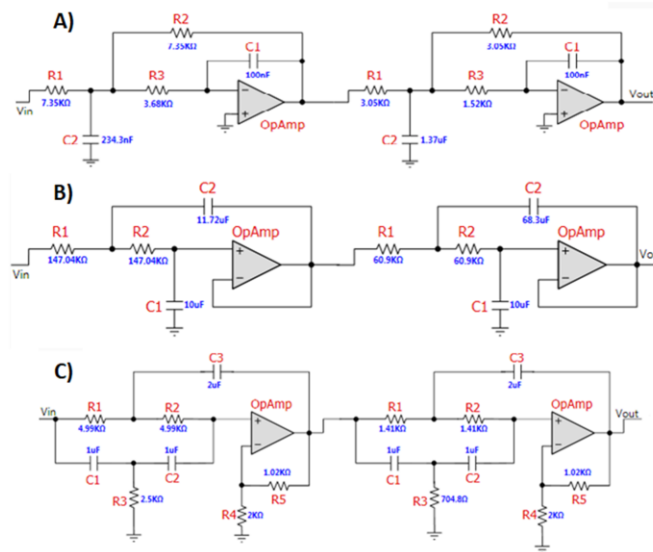 A)
R2
7.35KΩ
R2
3.05KΩ
C1
100nF
C1
100nF
R1
7.35KΩ
R3
3.68KΩ
R1
3.05KΩ
R3
1.52KΩ
Vin
Vout
OpAmp
OpAmp
C2
234.3nF
C2
1.37uF
B)
C2
11.72uF
C2
68.3uF
R1
147.04KΩ
R2
147.04KΩ
OpAmp
R1
60.9KΩ
R2
60.9KΩ
OpAmp
Vin
Vo
C1
10uF
C1
10uF
C)
C3
2uF
C3
2uF
Vin
R1
4.99KΩ
R2
4.99KΩ
OpAmp
R1
1.41KΩ
R2
1.41KΩ
OpAmp
Vout
1uF
C1
1uF
C2
1uF
C1
1uF
C2
1.02KΩ
R5
1.02KΩ
R5
R3
2.5KΩ
R4
2KΩ
R3
704.8Ω
R4
2KΩ